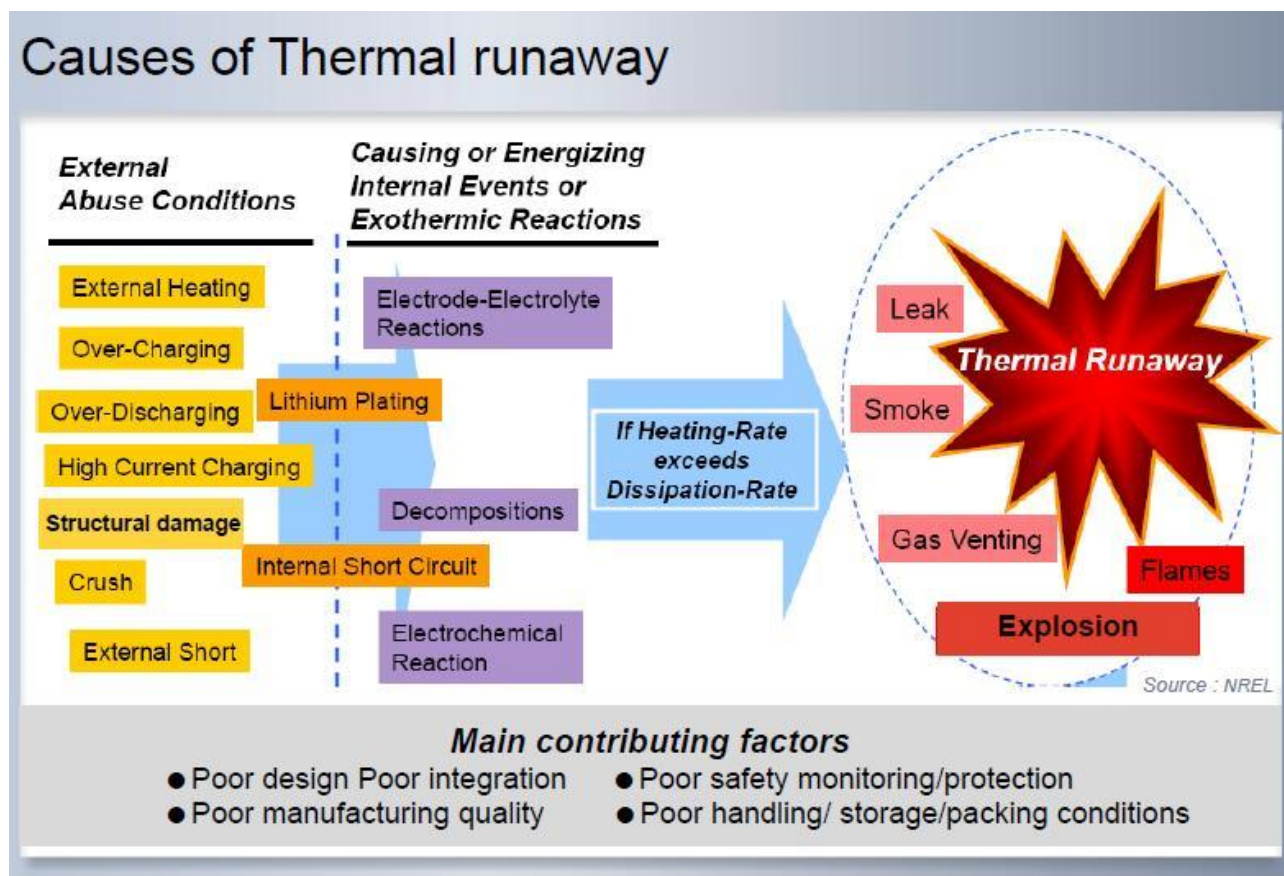 Causes of Thermal runaway
External
Abuse Conditions
Causing or Energizing
Internal Events or
Exothermic Reactions
External Heating
Over-Charging
Over-Discharging
High Current Charging
Structural damage
Crush
External Short
Lithium Plating
Internal Short Circuit
Electrode-Electrolyte
Reactions
Decompositions
Electrochemical
Reaction
If Heating-Rate
exceeds
Dissipation-Rate
Leak
Smoke
Gas Venting
Thermal Runaway
Flames
Explosion
Source : NREL
Main contributing factors
● Poor design Poor integration
● Poor manufacturing quality
● Poor safety monitoring/protection
● Poor handling/ storage/packing conditions